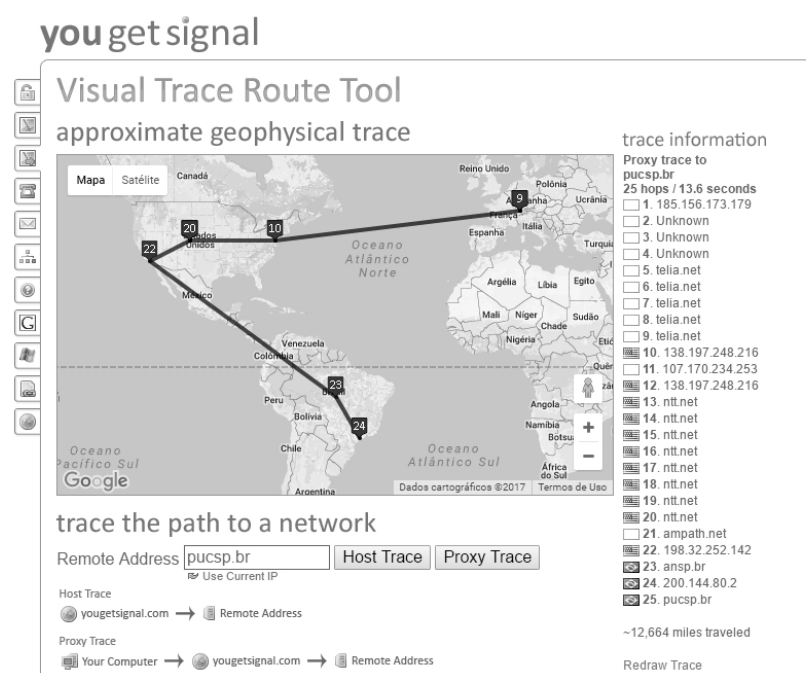 you get signal
Visual Trace Route Tool
approximate geophysical trace
Mapa Satélite
Canadá
Reino Unido
Polónia
Ucrânia
França
Itália
Espanha
Turquia
Unidos
México
Oceano
Atlântico
Norte
Argélia
Líbia
Egito
Mali
Níger
Chade
Sudão
Nigéria
Venezuela
Colômbia
Peru
Bolívia
Chile
Argentina
Angola
Namíbia
África
do Sul
Oceano
Pacífico Sul
Oceano
Atlântico Sul
9
10
20
22
23
24
+
−
Google
Dados cartográficos ©2017 Termos de Uso
trace information
Proxy trace to
pucsp.br
25 hops / 13.6 seconds
1. 185.156.173.179
2. Unknown
3. Unknown
4. Unknown
5. telia.net
6. telia.net
7. telia.net
8. telia.net
9. telia.net
10. 138.197.248.216
11. 107.170.234.253
12. 138.197.248.216
13. ntt.net
14. ntt.net
15. ntt.net
16. ntt.net
17. ntt.net
18. ntt.net
19. ntt.net
20. ntt.net
21. ampath.net
22. 198.32.252.142
23. ansp.br
24. 200.144.80.2
25. pucsp.br
~12,664 miles traveled
Redraw Trace
trace the path to a network
Remote Address pucsp.br Host Trace Proxy Trace
Use Current IP
Host Trace
yougetsignal.com → Remote Address
Proxy Trace
Your Computer → yougetsignal.com → Remote Address